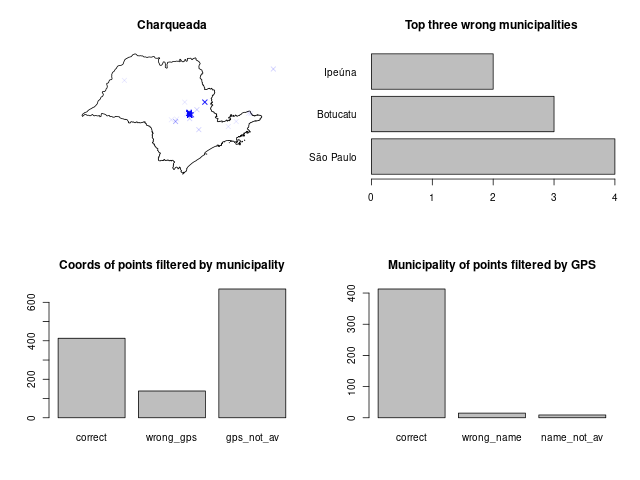 Charqueada
Top three wrong municipalities
Ipeúna
Botucatu
São Paulo
0 1 2 3 4
Coords of points filtered by municipality
600
400
200
0
correct wrong_gps gps_not_av
Municipality of points filtered by GPS
400
300
200
100
0
correct wrong_name name_not_av